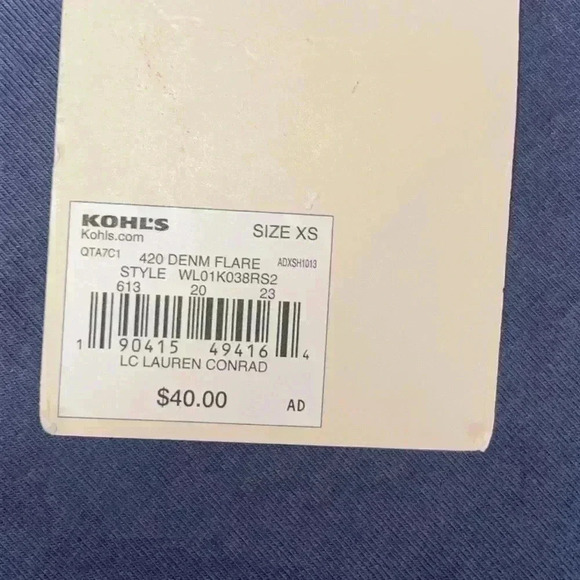 KOHL'S SIZE XS
Kohls.com
QTA7C1 420 DENM FLARE ADXSH1013
STYLE WL01K038RS2
613 20 23
1 90415 49416 4
LC LAUREN CONRAD
$40.00 AD